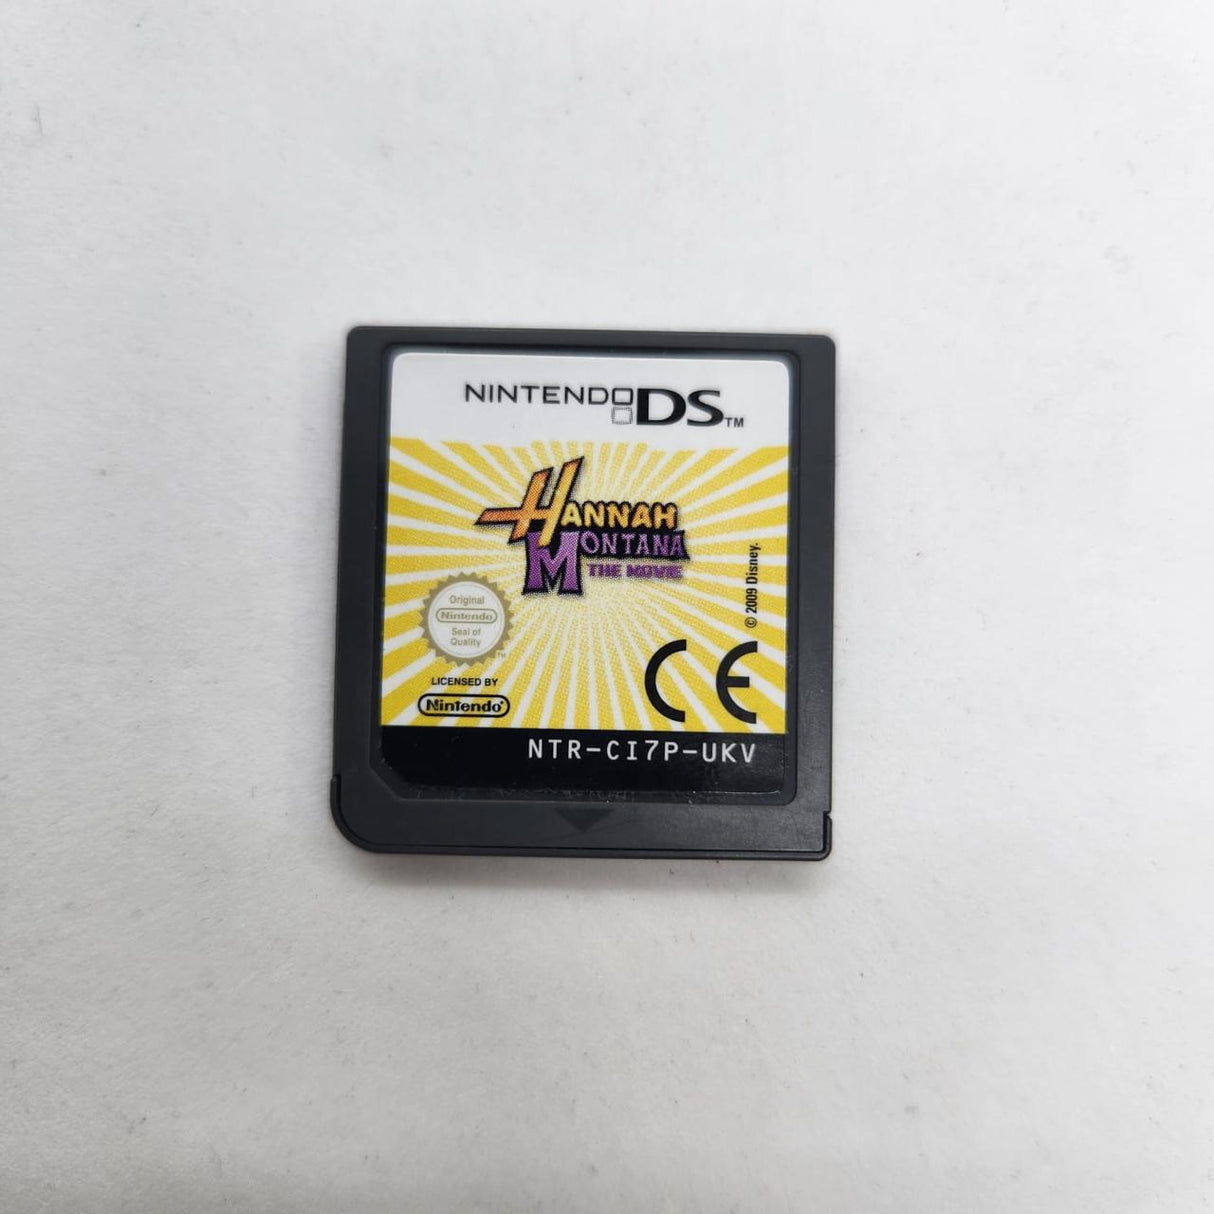 NINTENDO DS™
HANNAH
MONTANA
THE MOVIE
© 2009 Disney.
Original
Nintendo
Seal of
Quality
TM
LICENSED BY
Nintendo®
CE
NTR-CI7P-UKV